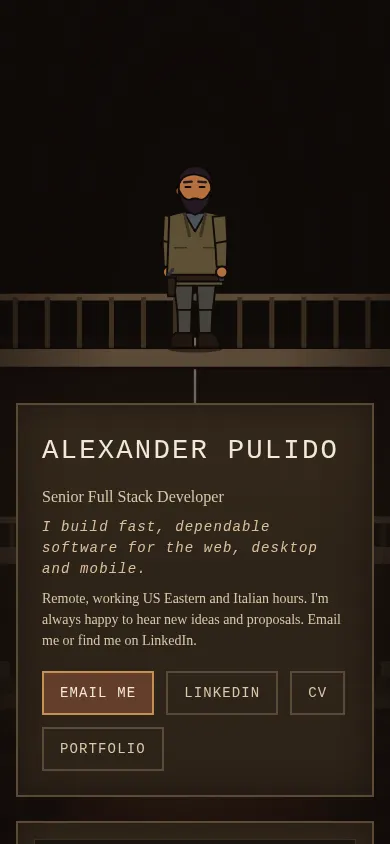 ALEXANDER PULIDO
Senior Full Stack Developer
I build fast, dependable
software for the web, desktop
and mobile.
Remote, working US Eastern and Italian hours. I'm
always happy to hear new ideas and proposals. Email
me or find me on LinkedIn.
EMAIL ME
LINKEDIN
CV
PORTFOLIO